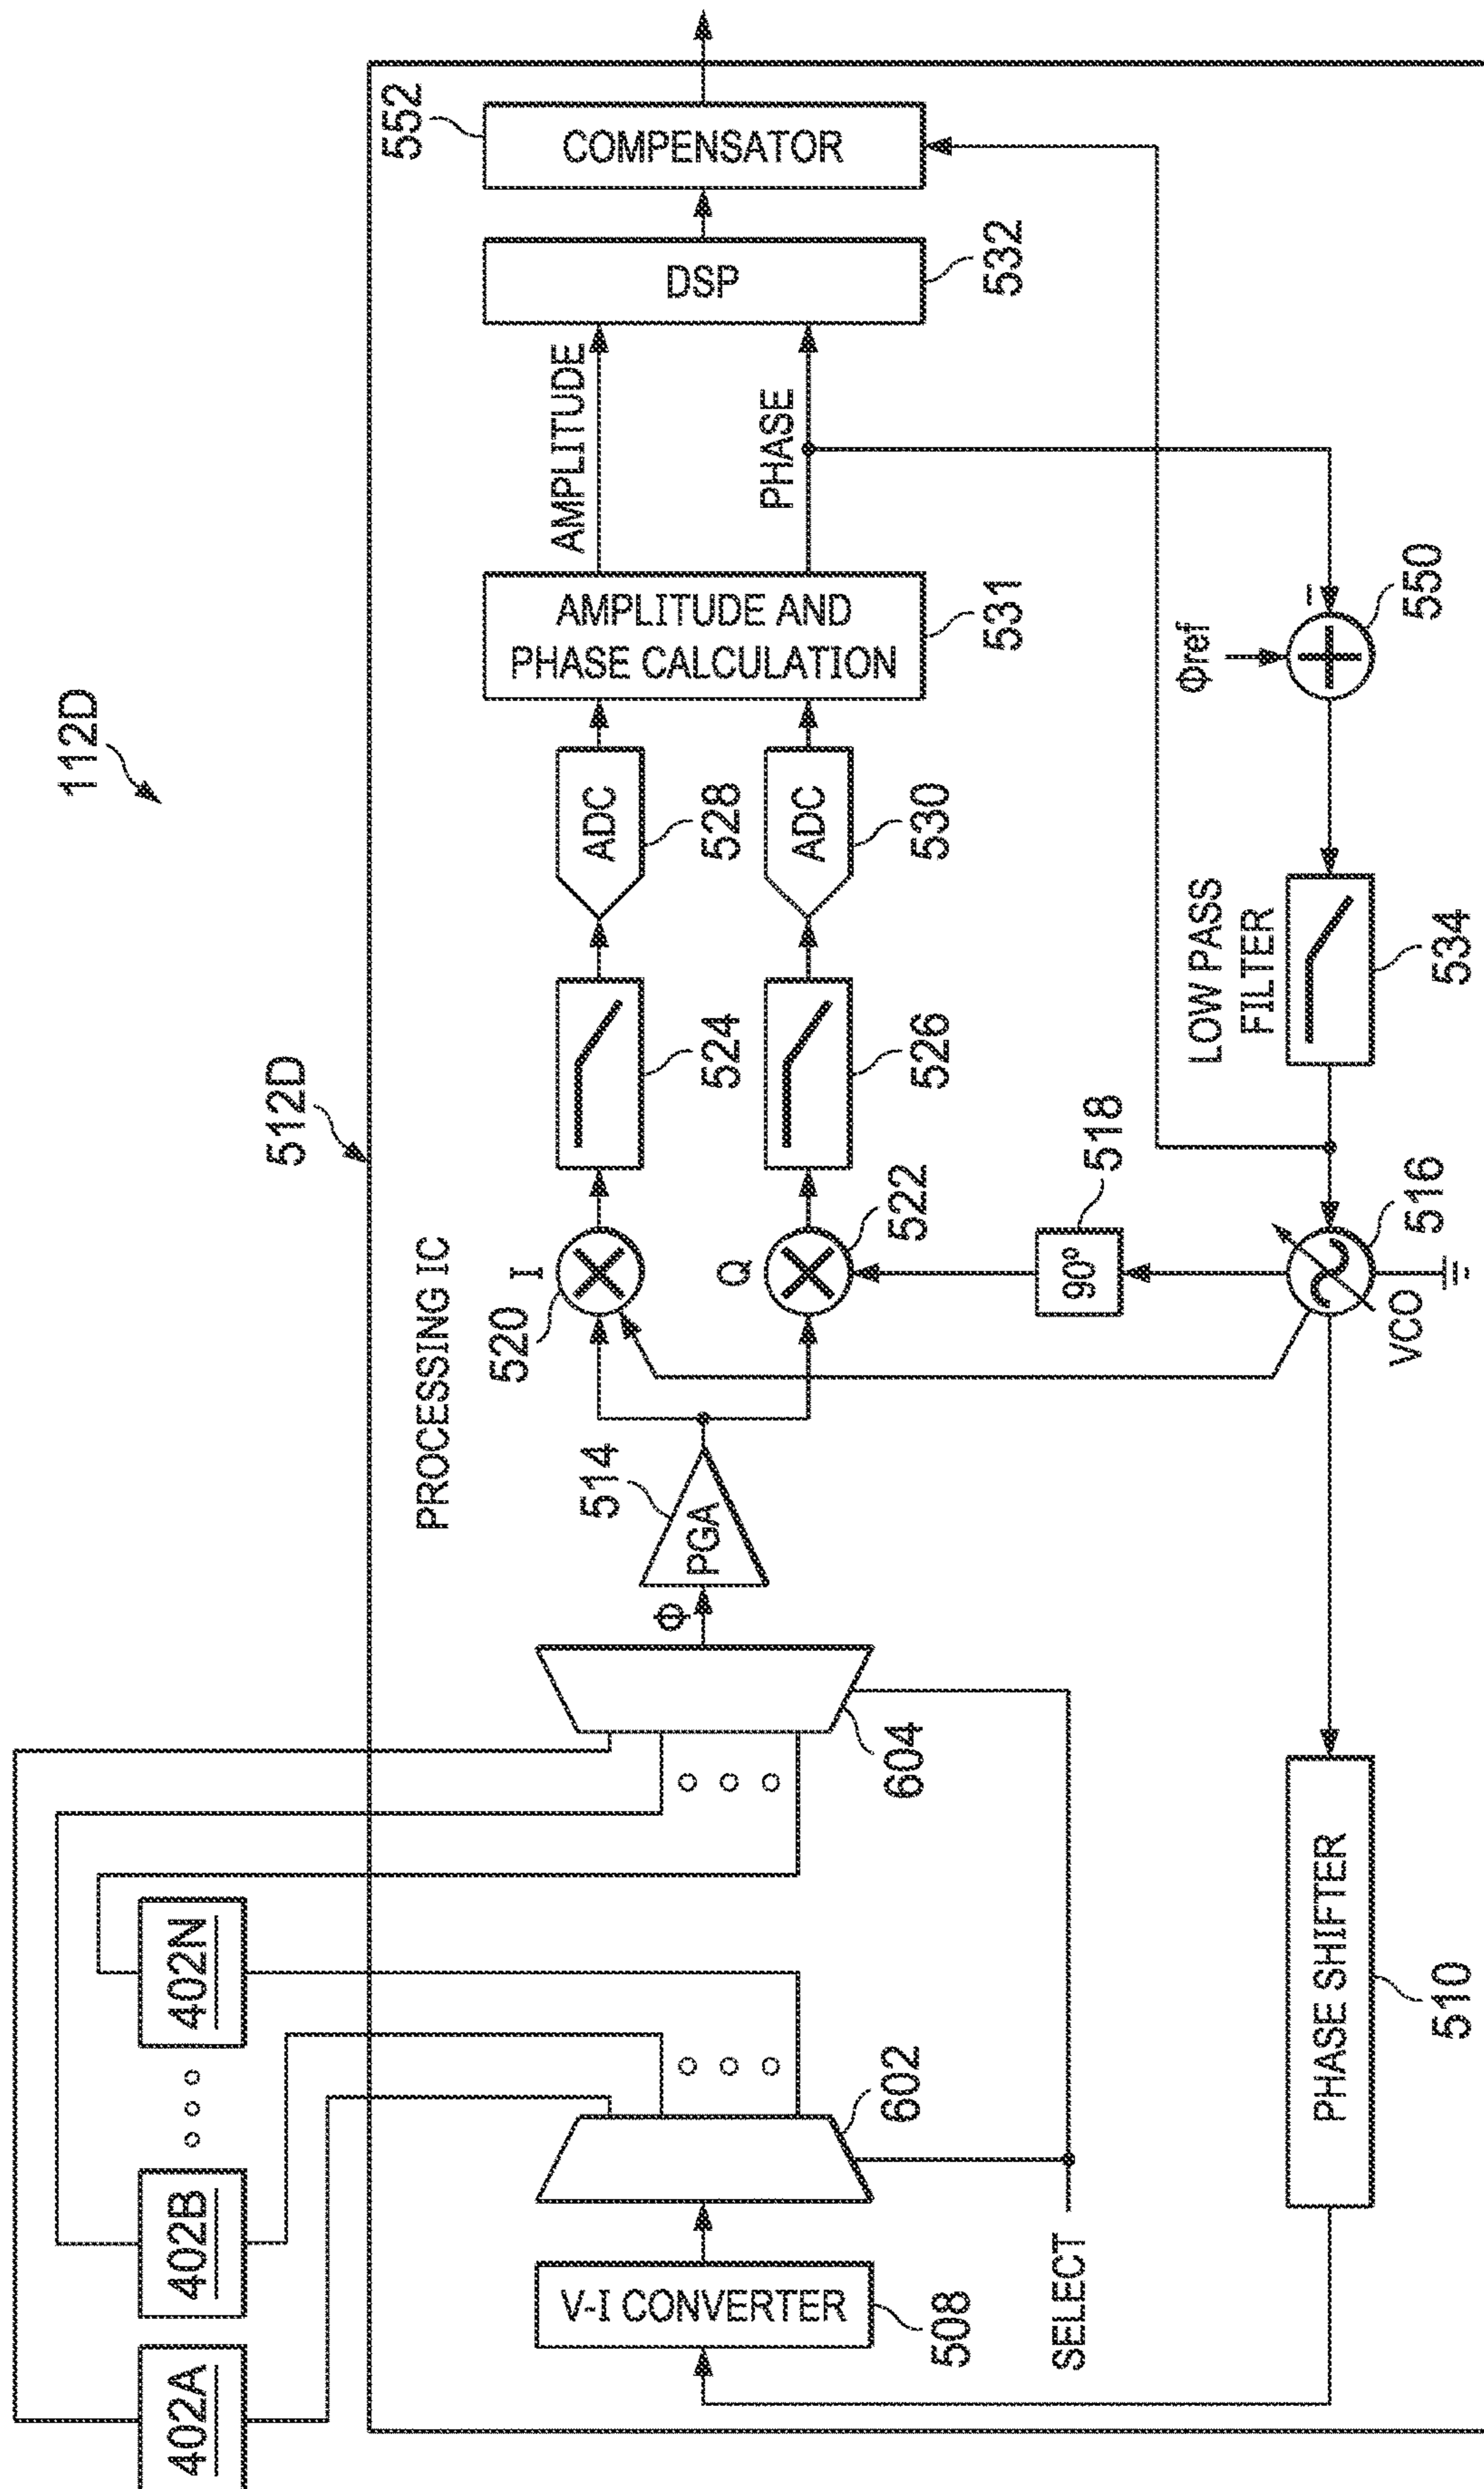 112D
402A
402B
402N
512D
PROCESSING IC
V-I CONVERTER
508
602
604
SELECT
Φ
PGA
514
I
520
Q
522
90°
518
524
526
ADC
528
ADC
530
AMPLITUDE AND
PHASE CALCULATION
531
AMPLITUDE
PHASE
DSP
532
COMPENSATOR
552
PHASE SHIFTER
510
VCO
516
LOW PASS
FILTER
534
Φref
−
550